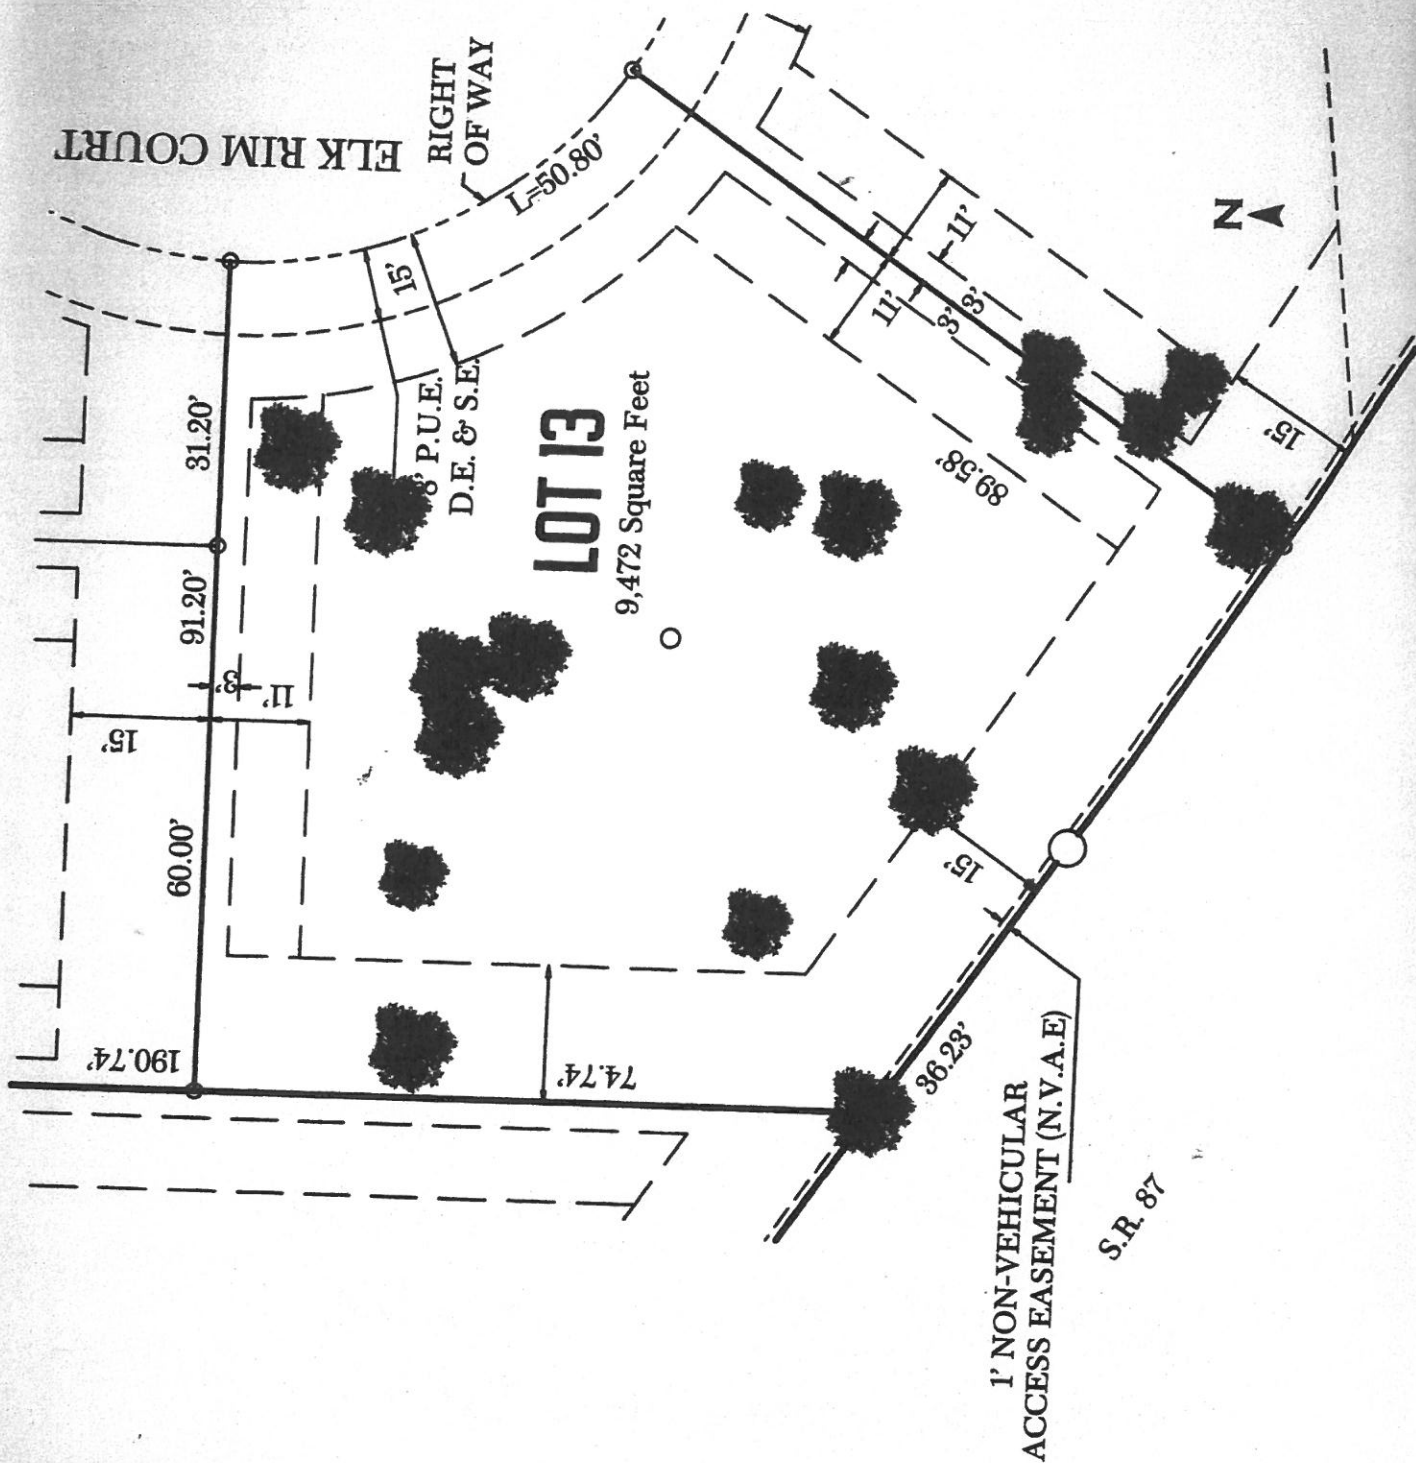 ELK RIM COURT
RIGHT
OF WAY
L=50.80'
15'
8' P.U.E.
D.E. & S.E.
31.20'
91.20'
3'
11'
15'
60.00'
190.74'
LOT 13
9,472 Square Feet
11'
11'
3'
3'
N
89.58'
15'
15'
74.74'
36.23'
1' NON-VEHICULAR
ACCESS EASEMENT (N.V.A.E)
S.R. 87